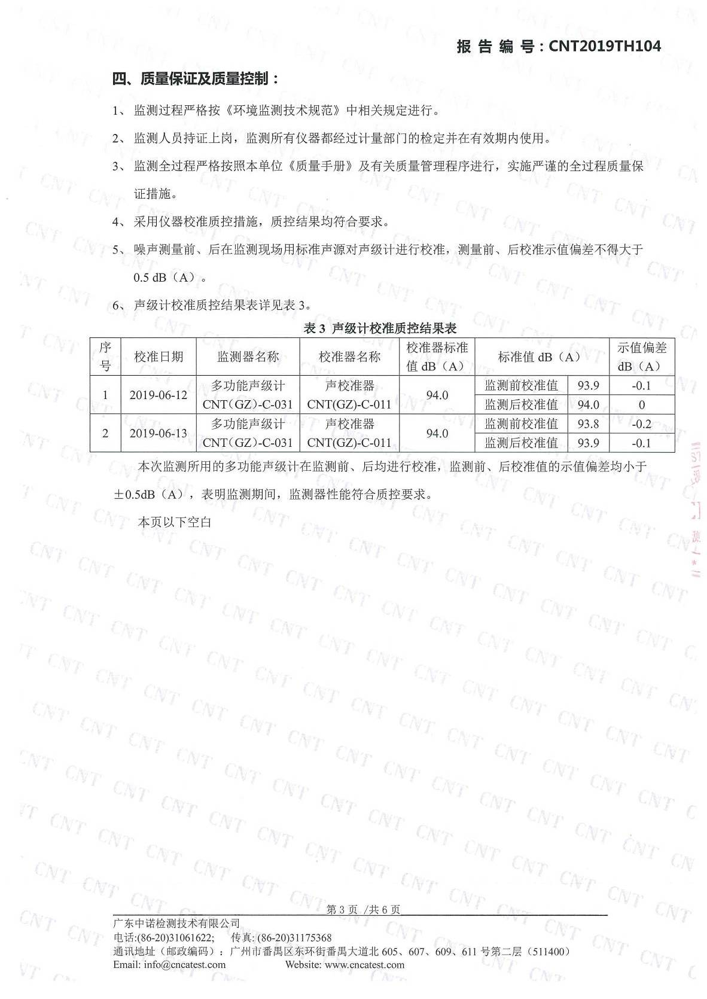 报 告 编 号：CNT2019TH104
四、质量保证及质量控制：
1、 监测过程严格按《环境监测技术规范》中相关规定进行。
2、 监测人员持证上岗，监测所有仪器都经过计量部门的检定并在有效期内使用。
3、 监测全过程严格按照本单位《质量手册》及有关质量管理程序进行，实施严谨的全过程质量保
证措施。
4、 采用仪器校准质控措施，质控结果均符合要求。
5、 噪声测量前、后在监测现场用标准声源对声级计进行校准，测量前、后校准示值偏差不得大于
0.5 dB（A）。
6、 声级计校准质控结果表详见表 3。
表 3 声级计校准质控结果表
序号 校准日期 监测器名称 校准器名称 校准器标准值 dB（A） 标准值 dB（A） 示值偏差 dB（A）
1 2019-06-12 多功能声级计 CNT（GZ）-C-031 声校准器 CNT(GZ)-C-011 94.0 监测前校准值 93.9 -0.1
监测后校准值 94.0 0
2 2019-06-13 多功能声级计 CNT（GZ）-C-031 声校准器 CNT(GZ)-C-011 94.0 监测前校准值 93.8 -0.2
监测后校准值 93.9 -0.1
本次监测所用的多功能声级计在监测前、后均进行校准，监测前、后校准值的示值偏差均小于
±0.5dB（A），表明监测期间，监测器性能符合质控要求。
本页以下空白
第 3 页 /共 6 页
广东中诺检测技术有限公司
电话:(86-20)31061622; 传真: (86-20)31175368
通讯地址（邮政编码）：广州市番禺区东环街番禺大道北 605、607、609、611 号第二层（511400）
Email: info@cncatest.com Website: www.cncatest.com